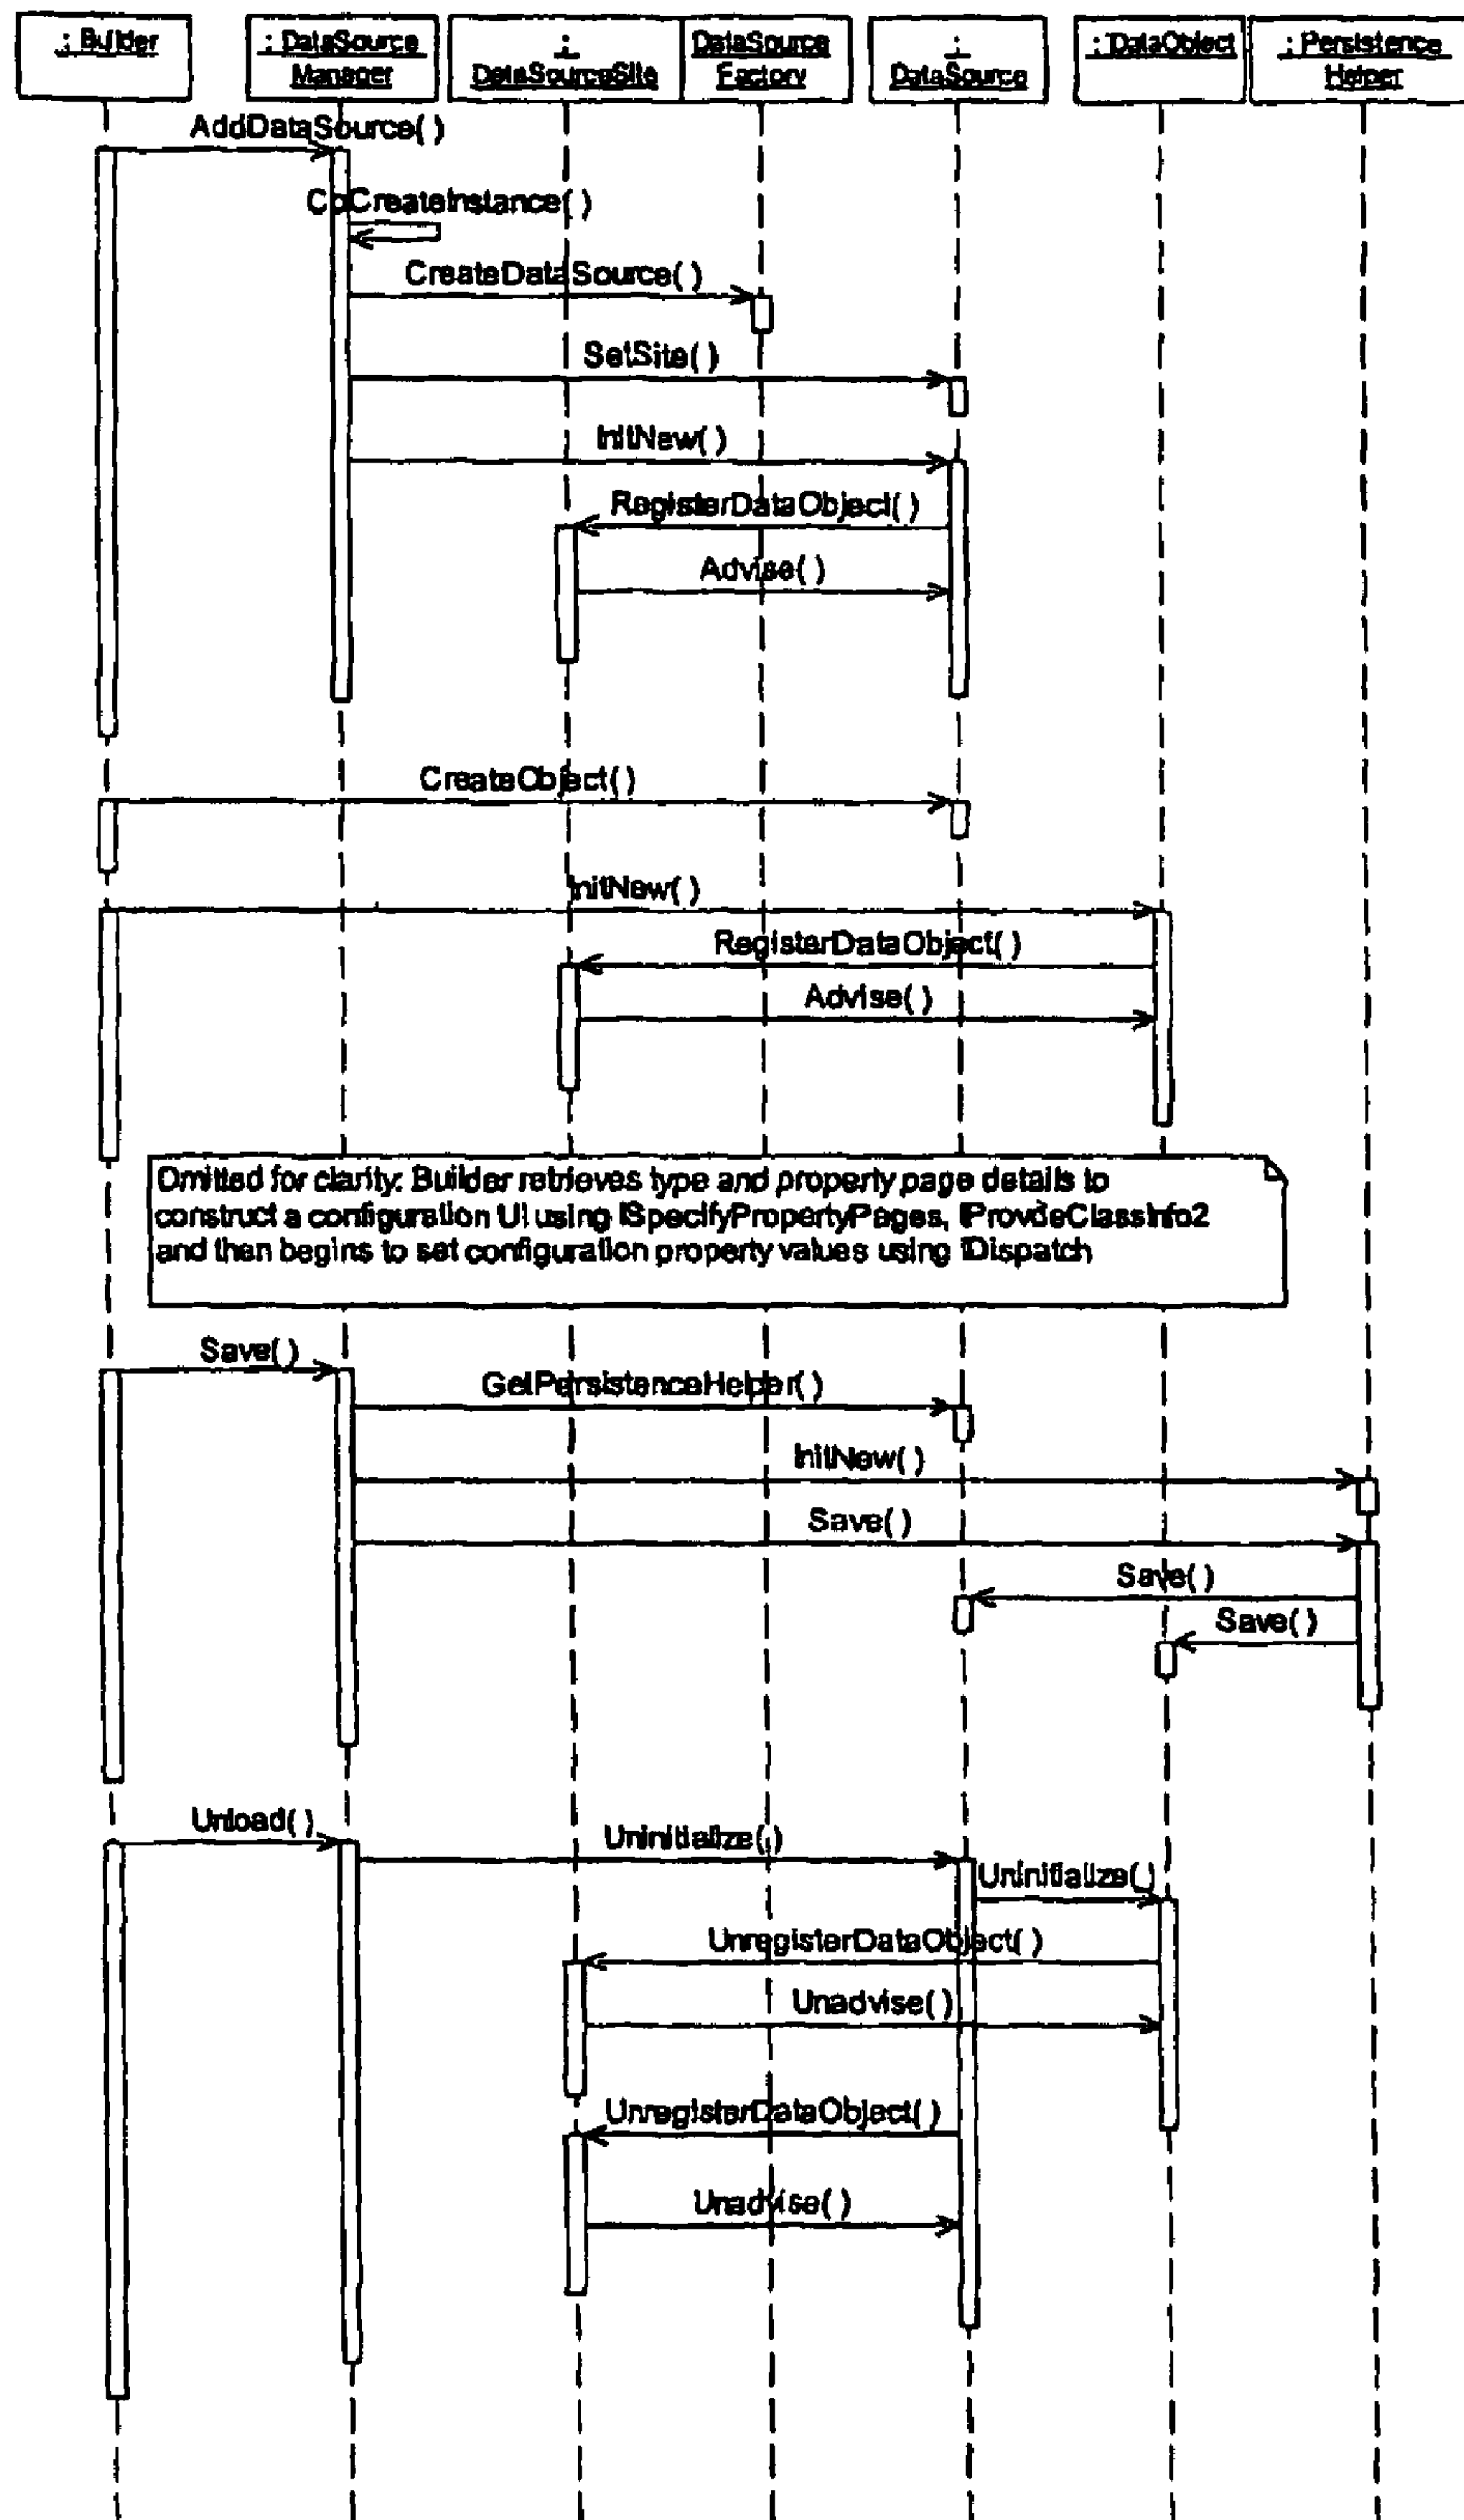 : Builder
: DataSource
Manager
:
DataSourceSite
DataSource
Factory
:
DataSource
: DataObject
: Persistence
Helper
AddDataSource( )
CoCreateInstance( )
CreateDataSource( )
SetSite( )
InitNew( )
RegisterDataObject( )
Advise( )
CreateObject( )
InitNew( )
RegisterDataObject( )
Advise( )
Omitted for clarity: Builder retrieves type and property page details to
construct a configuration UI using ISpecifyPropertyPages, IProvideClassInfo2
and then begins to set configuration property values using IDispatch
Save( )
GetPersistenceHelper( )
InitNew( )
Save( )
Save( )
Save( )
Unload( )
Uninitialize( )
Uninitialize( )
UnregisterDataObject( )
Unadvise( )
UnregisterDataObject( )
Unadvise( )